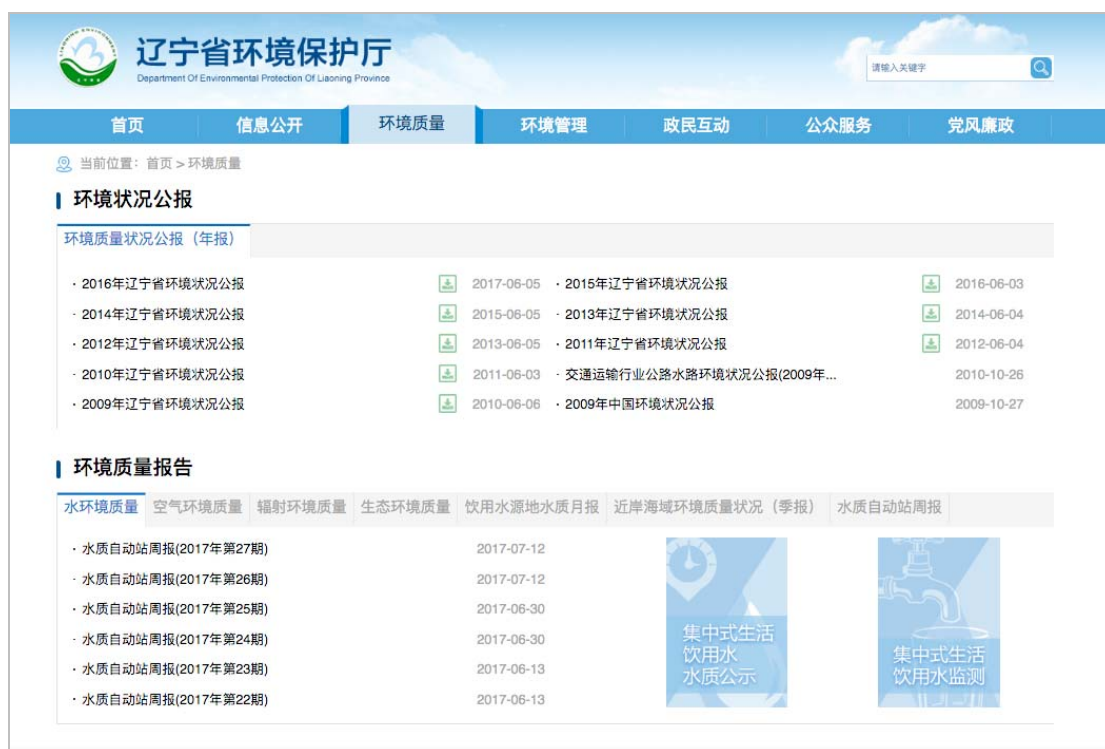 辽宁省环境保护厅
Department Of Environmental Protection Of Liaoning Province
请输入关键字
首页 信息公开 环境质量 环境管理 政民互动 公众服务 党风廉政
当前位置：首页 > 环境质量
环境状况公报
环境质量状况公报（年报）
· 2016年辽宁省环境状况公报 2017-06-05 · 2015年辽宁省环境状况公报 2016-06-03
· 2014年辽宁省环境状况公报 2015-06-05 · 2013年辽宁省环境状况公报 2014-06-04
· 2012年辽宁省环境状况公报 2013-06-05 · 2011年辽宁省环境状况公报 2012-06-04
· 2010年辽宁省环境状况公报 2011-06-03 · 交通运输行业公路水路环境状况公报(2009年... 2010-10-26
· 2009年辽宁省环境状况公报 2010-06-06 · 2009年中国环境状况公报 2009-10-27
环境质量报告
水环境质量 空气环境质量 辐射环境质量 生态环境质量 饮用水源地水质月报 近岸海域环境质量状况（季报） 水质自动站周报
· 水质自动站周报(2017年第27期) 2017-07-12
· 水质自动站周报(2017年第26期) 2017-07-12
· 水质自动站周报(2017年第25期) 2017-06-30
· 水质自动站周报(2017年第24期) 2017-06-30
· 水质自动站周报(2017年第23期) 2017-06-13
· 水质自动站周报(2017年第22期) 2017-06-13
集中式生活
饮用水
水质公示
集中式生活
饮用水监测